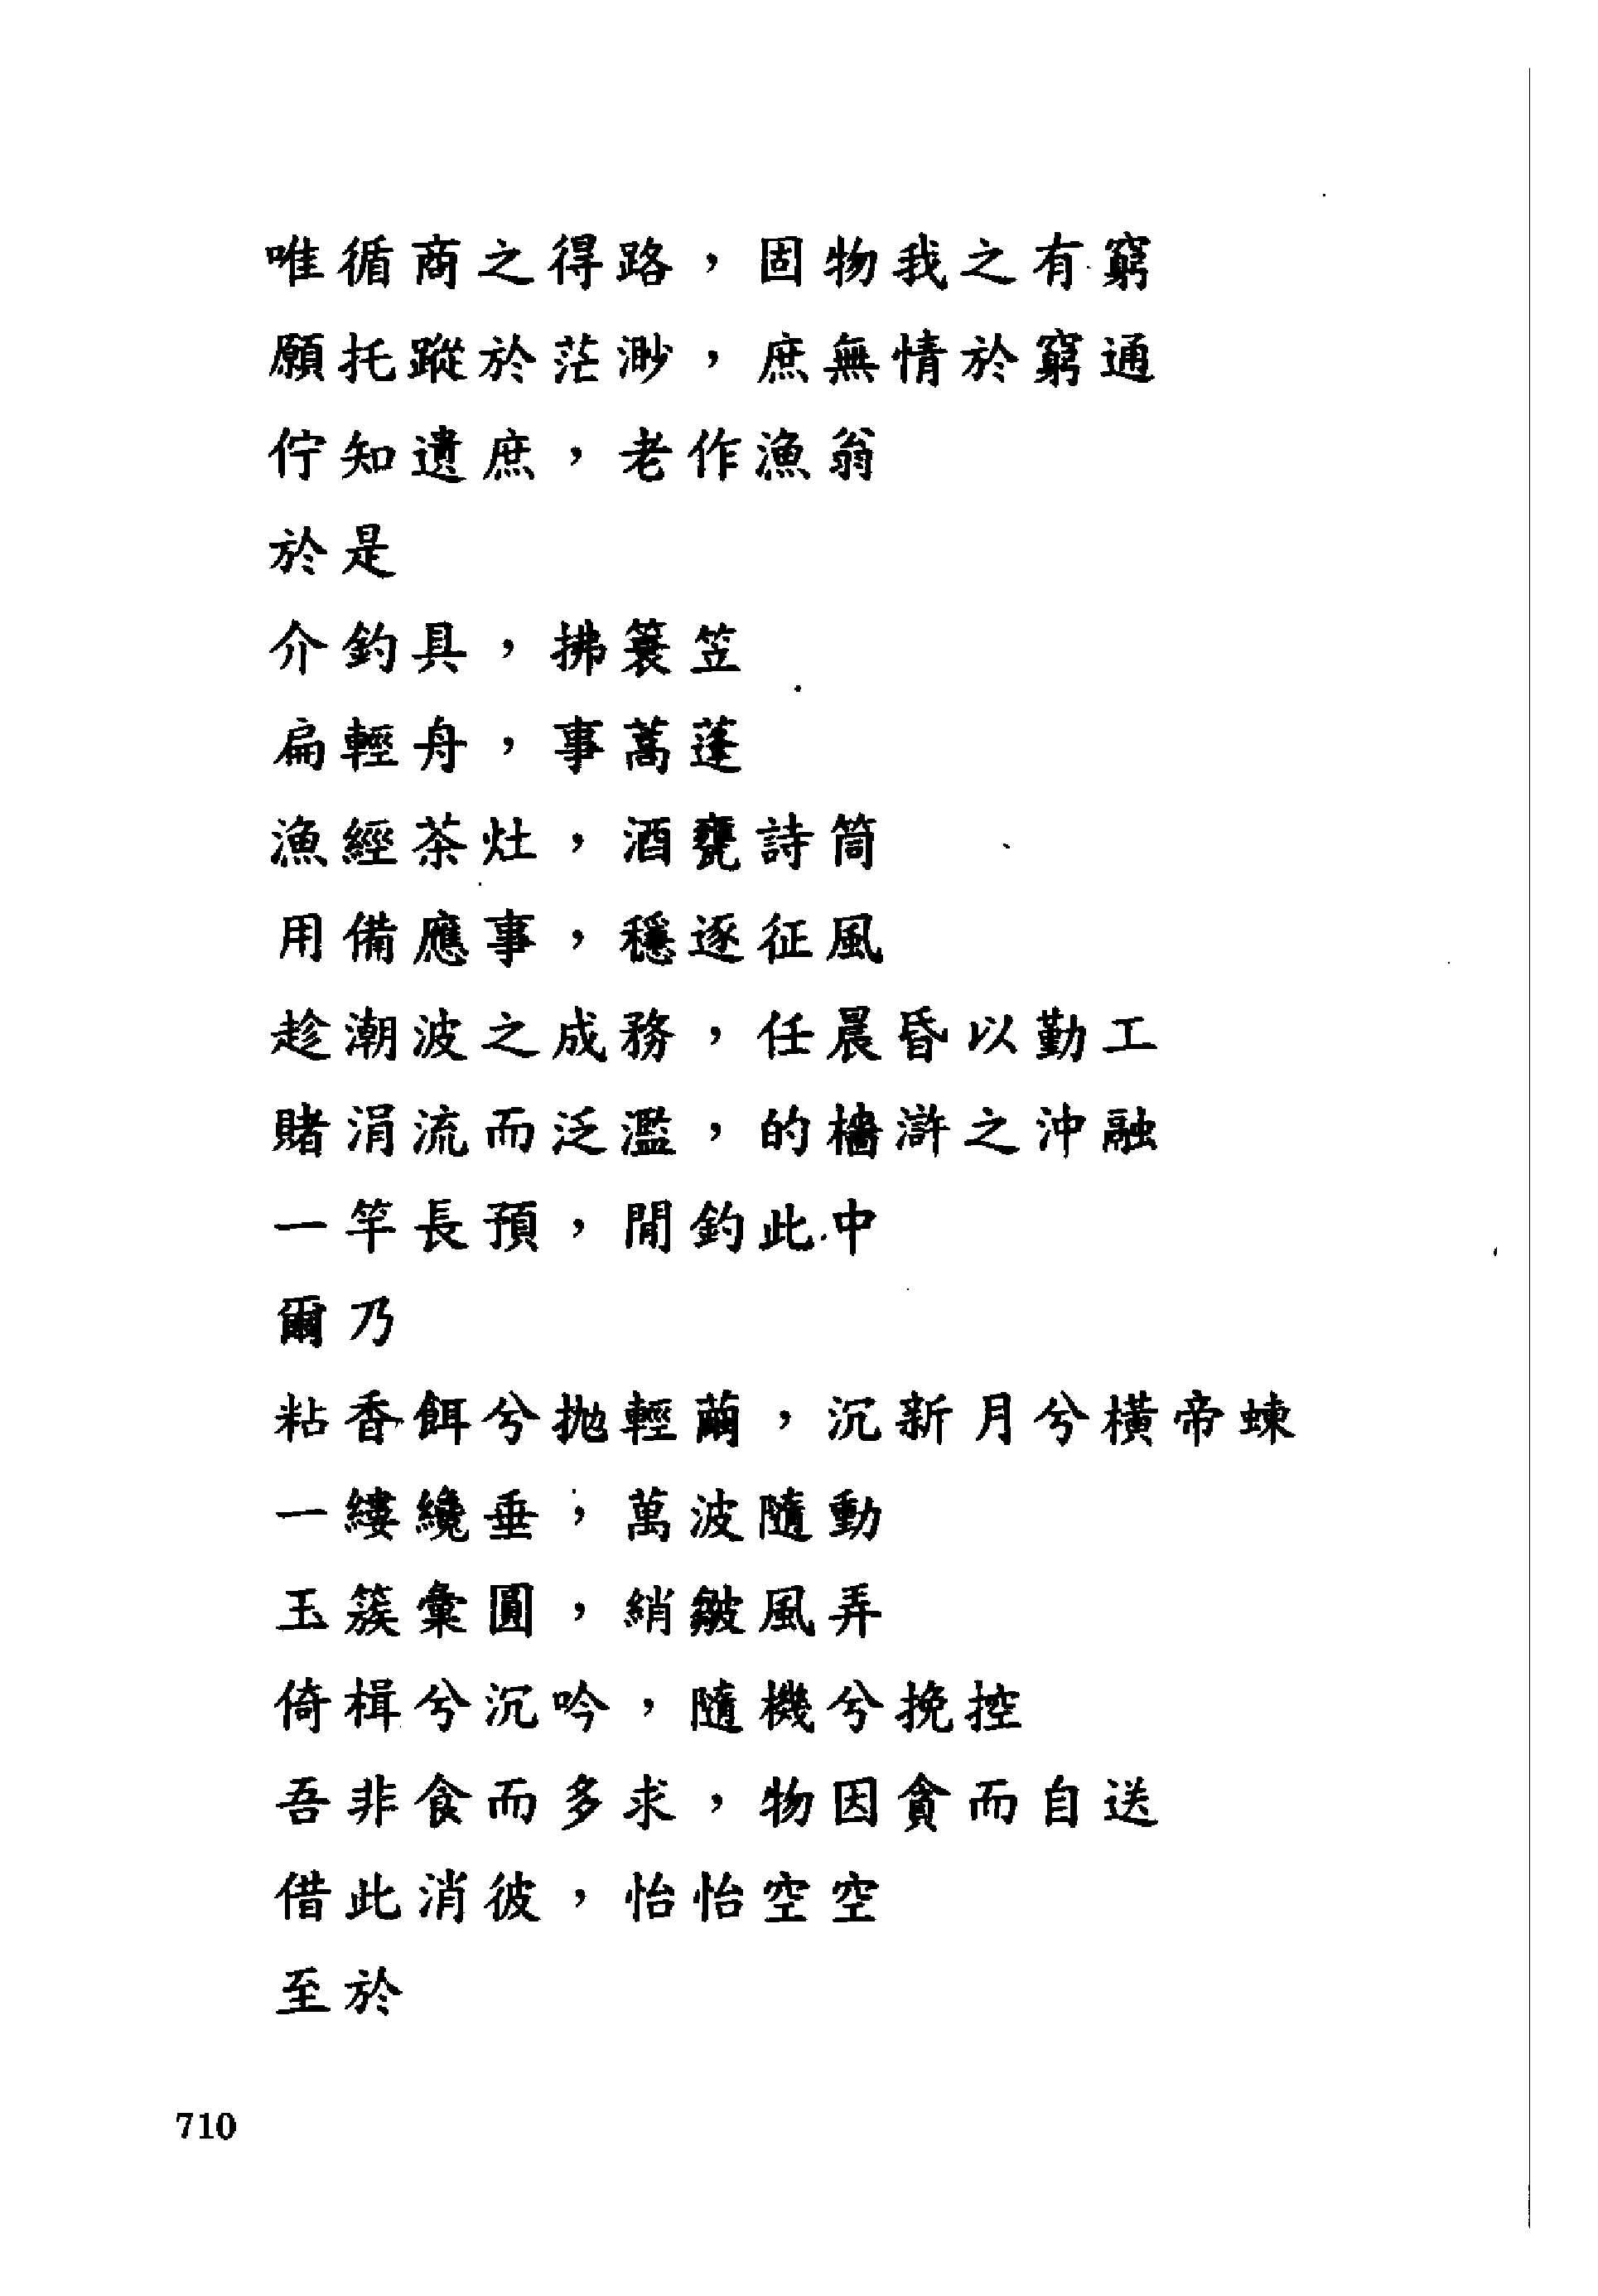 唯循商之得路，固物我之有窮
願托蹤於茫渺，庶無情於窮通
佇知遺庶，老作漁翁
於是
介釣具，拂簑笠
扁輕舟，事蒿蓬
漁經茶灶，酒甕詩筒
用備應事，穩逐征風
趁潮波之成務，任晨昏以勤工
賭涓流而泛濫，的檣滸之沖融
一竿長預，閒釣此中
爾乃
粘香餌兮拋輕繭，沉新月兮橫帝蝀
一縷纔垂，萬波隨動
玉簇彙圓，綃皺風弄
倚楫兮沉吟，隨機兮挽控
吾非食而多求，物因貪而自送
借此消彼，怡怡空空
至於
710